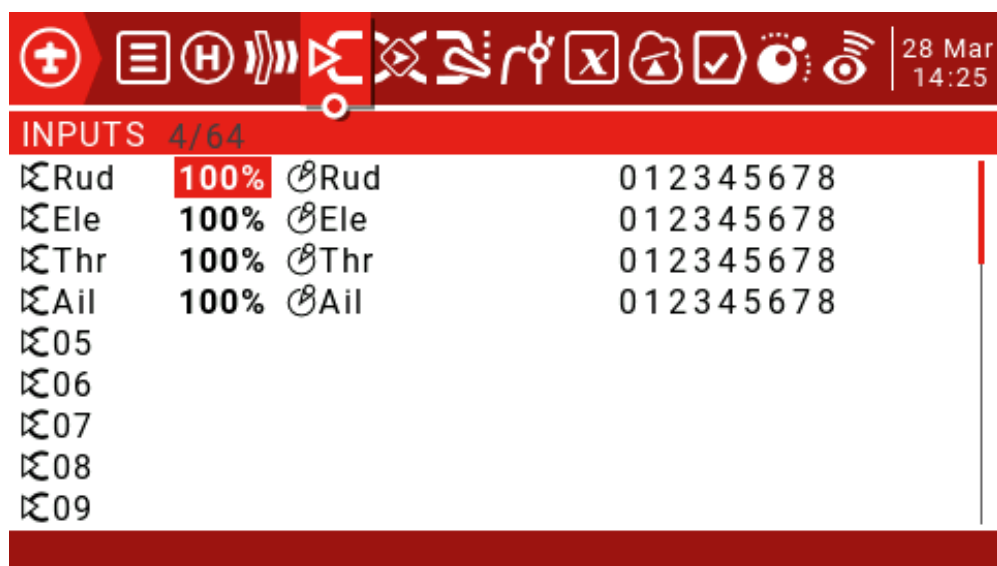 H x 28 Mar
14:25
INPUTS 4/64
Rud 100% Rud 012345678
Ele 100% Ele 012345678
Thr 100% Thr 012345678
Ail 100% Ail 012345678
05
06
07
08
09